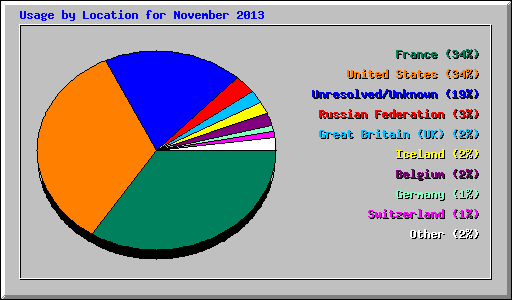 Usage by Location for November 2013
France (34%)
United States (34%)
Unresolved/Unknown (19%)
Russian Federation (3%)
Great Britain (UK) (2%)
Iceland (2%)
Belgium (2%)
Germany (1%)
Switzerland (1%)
Other (2%)